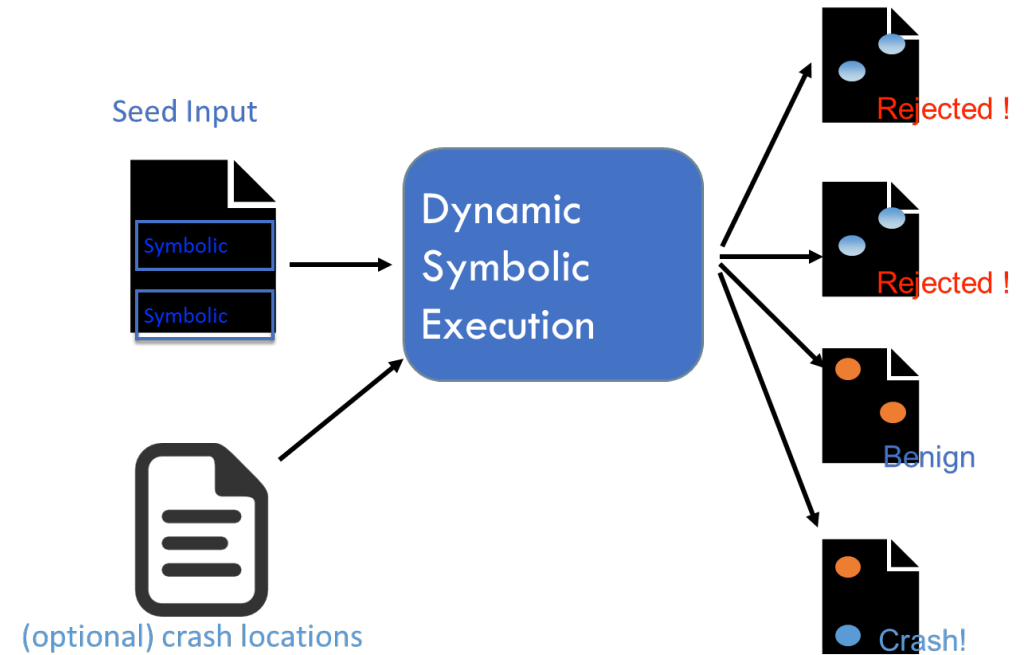 Seed Input
Symbolic
Symbolic
(optional) crash locations
Dynamic
Symbolic
Execution
Rejected !
Rejected !
Benign
Crash!